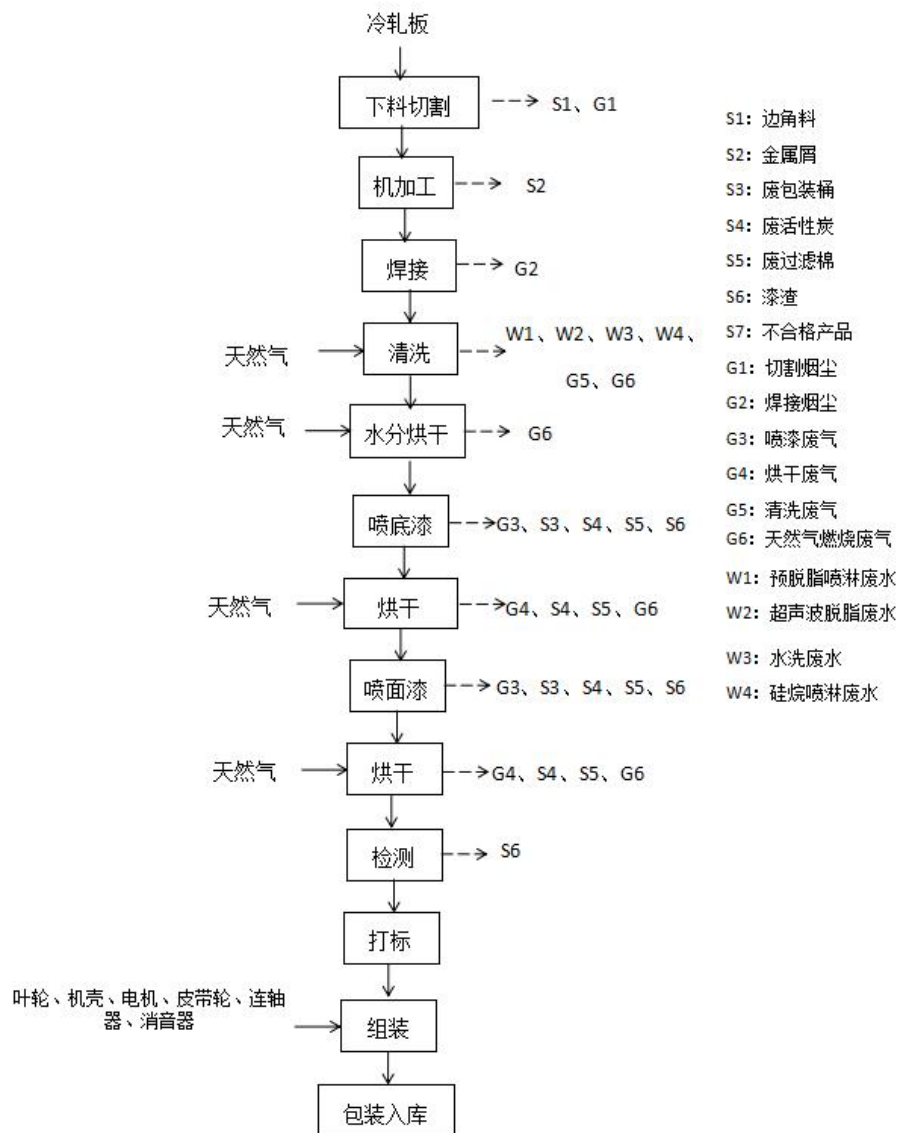 冷轧板
下料切割
S1、G1
机加工
S2
焊接
G2
天然气
清洗
W1、W2、W3、W4、
G5、G6
天然气
水分烘干
G6
喷底漆
G3、S3、S4、S5、S6
天然气
烘干
G4、S4、S5、G6
喷面漆
G3、S3、S4、S5、S6
天然气
烘干
G4、S4、S5、G6
检测
S6
打标
叶轮、机壳、电机、皮带轮、连轴
器、消音器
组装
包装入库
S1：边角料
S2：金属屑
S3：废包装桶
S4：废活性炭
S5：废过滤棉
S6：漆渣
S7：不合格产品
G1：切割烟尘
G2：焊接烟尘
G3：喷漆废气
G4：烘干废气
G5：清洗废气
G6：天然气燃烧废气
W1：预脱脂喷淋废水
W2：超声波脱脂废水
W3：水洗废水
W4：硅烷喷淋废水